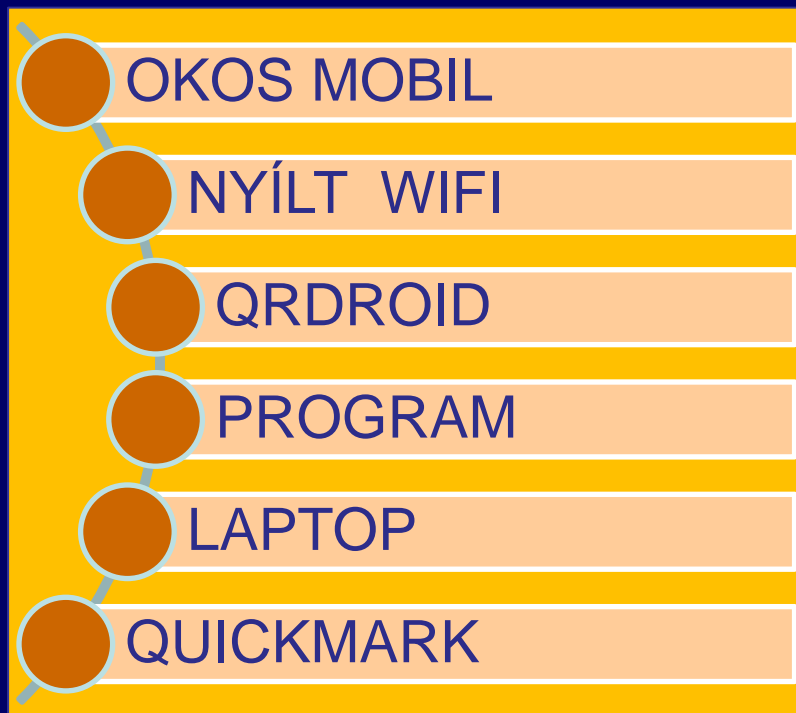 OKOS MOBIL
NYÍLT  WIFI
QRDROID
PROGRAM
LAPTOP
QUICKMARK